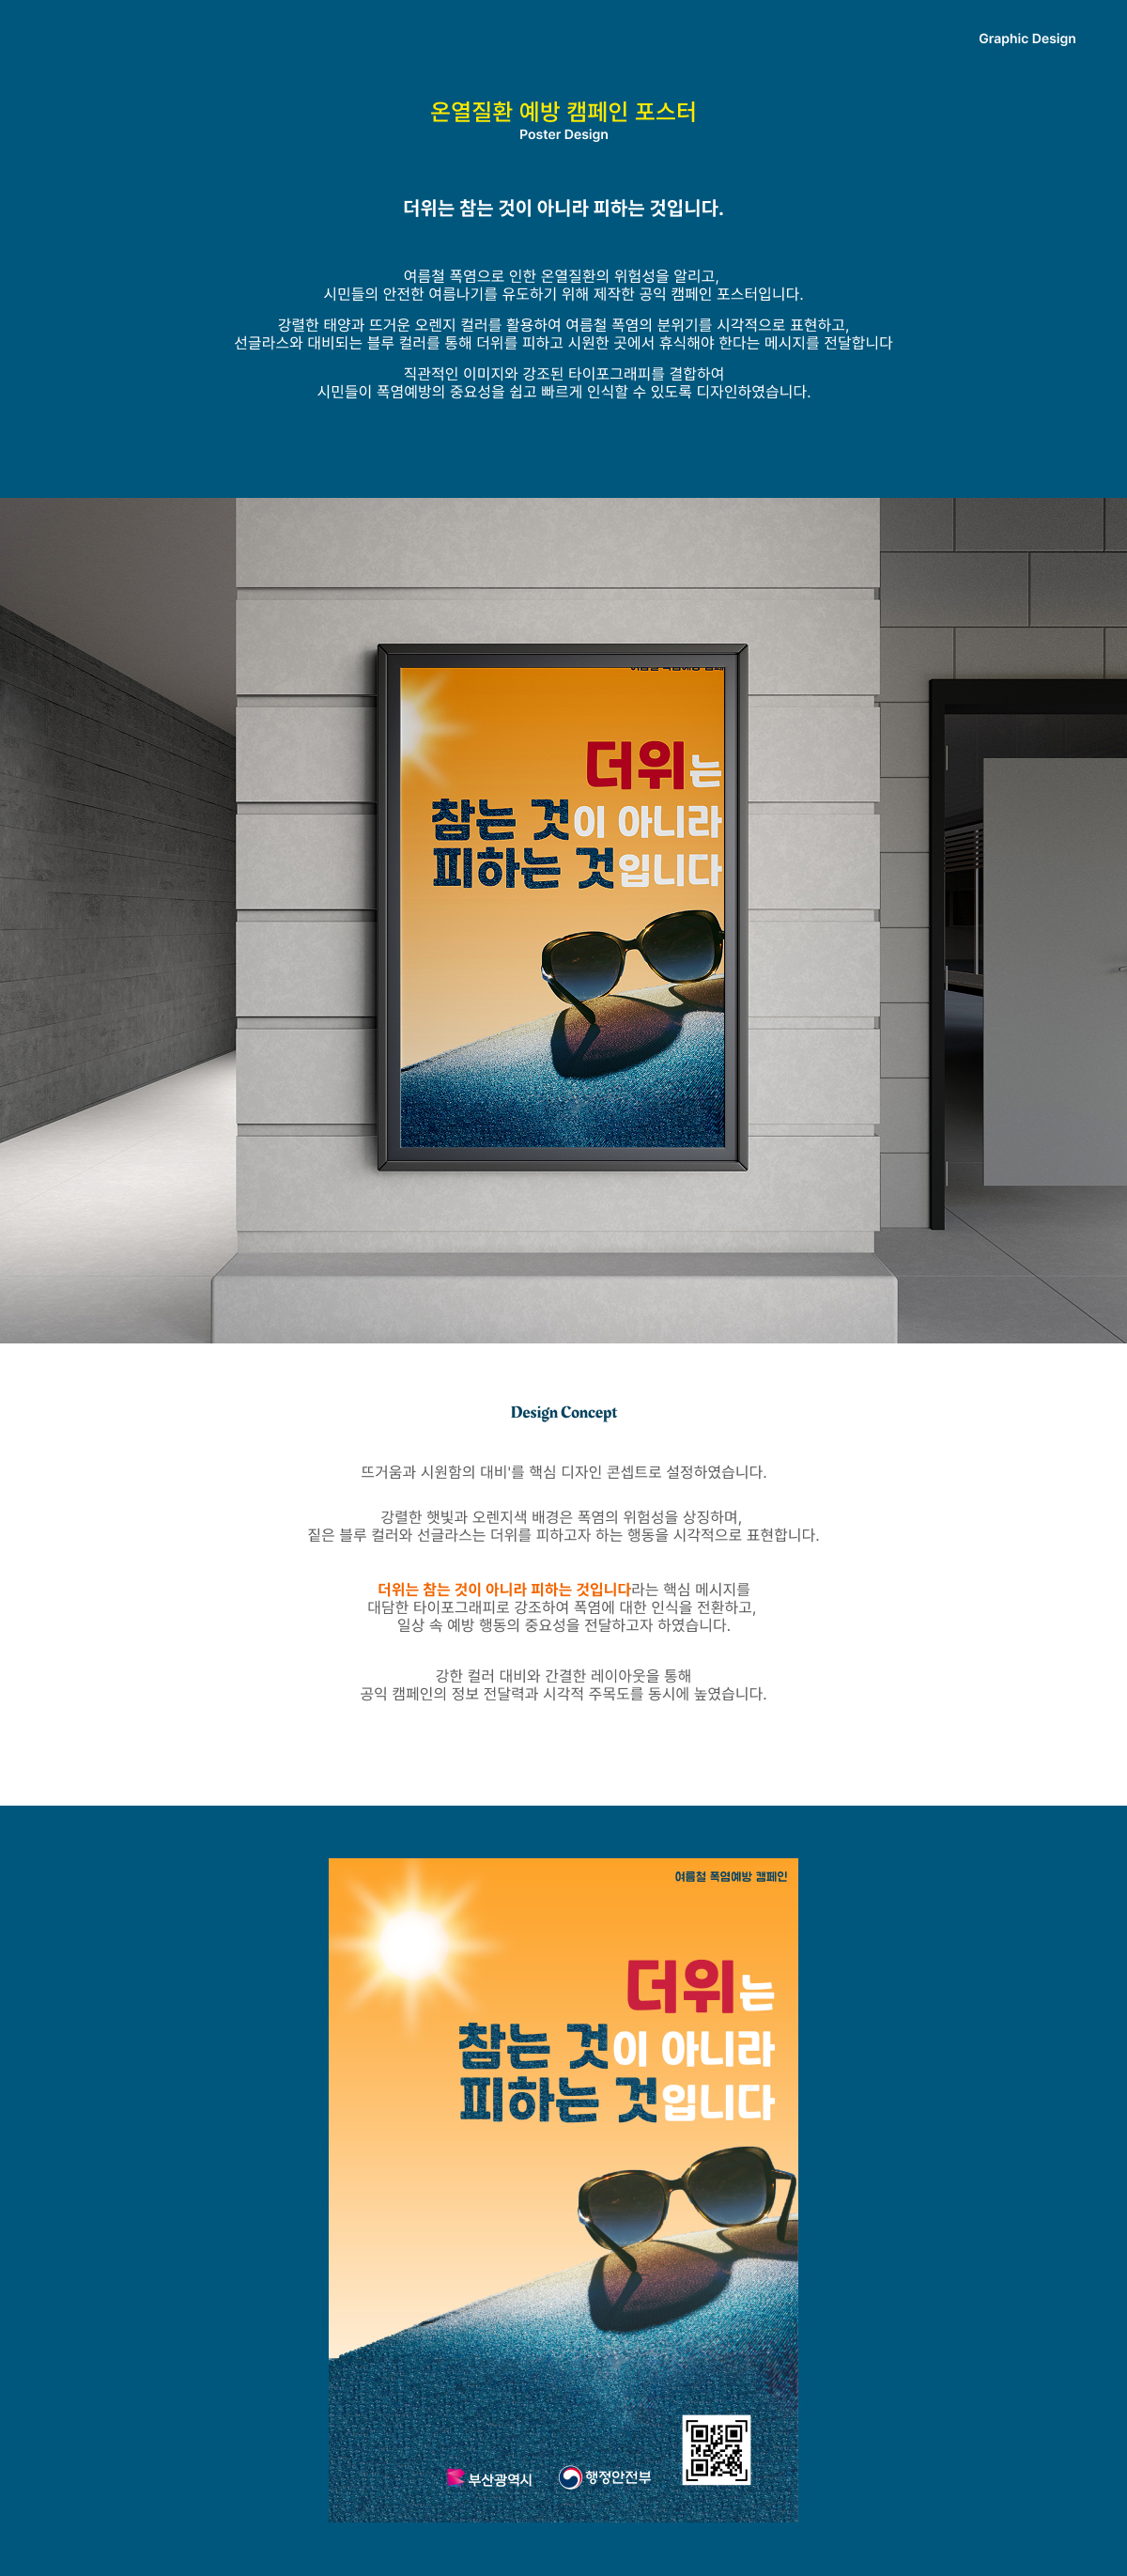 Graphic Design
온열질환 예방 캠페인 포스터
Poster Design
더위는 참는 것이 아니라 피하는 것입니다.
여름철 폭염으로 인한 온열질환의 위험성을 알리고,
시민들의 안전한 여름나기를 유도하기 위해 제작한 공익 캠페인 포스터입니다.
강렬한 태양과 뜨거운 오렌지 컬러를 활용하여 여름철 폭염의 분위기를 시각적으로 표현하고,
선글라스와 대비되는 블루 컬러를 통해 더위를 피하고 시원한 곳에서 휴식해야 한다는 메시지를 전달합니다
직관적인 이미지와 강조된 타이포그래피를 결합하여
시민들이 폭염예방의 중요성을 쉽고 빠르게 인식할 수 있도록 디자인하였습니다.
더위는
참는 것이 아니라
피하는 것입니다
Design Concept
뜨거움과 시원함의 대비'를 핵심 디자인 콘셉트로 설정하였습니다.
강렬한 햇빛과 오렌지색 배경은 폭염의 위험성을 상징하며,
짙은 블루 컬러와 선글라스는 더위를 피하고자 하는 행동을 시각적으로 표현합니다.
더위는 참는 것이 아니라 피하는 것입니다라는 핵심 메시지를
대담한 타이포그래피로 강조하여 폭염에 대한 인식을 전환하고,
일상 속 예방 행동의 중요성을 전달하고자 하였습니다.
강한 컬러 대비와 간결한 레이아웃을 통해
공익 캠페인의 정보 전달력과 시각적 주목도를 동시에 높였습니다.
여름철 폭염예방 캠페인
더위는
참는 것이 아니라
피하는 것입니다
부산광역시
행정안전부